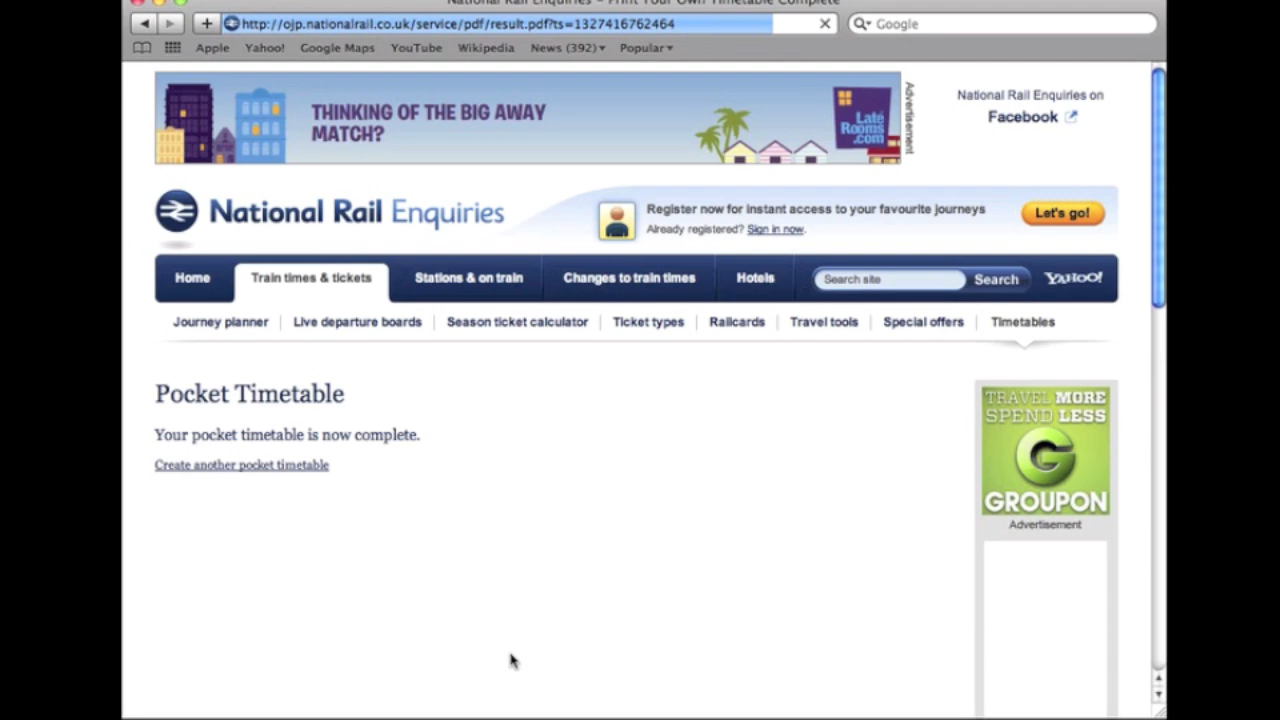 National Rail Enquiries - Print Your Own Timetable Complete
http://ojp.nationalrail.co.uk/service/pdf/result.pdf?ts=1327416762464
Google
Apple Yahoo! Google Maps YouTube Wikipedia News (392)▾ Popular▾
THINKING OF THE BIG AWAY
MATCH?
Late
Rooms
.com
Advertisement
National Rail Enquiries on
Facebook
National Rail Enquiries
Register now for instant access to your favourite journeys
Already registered? Sign in now.
Let's go!
Home Train times & tickets Stations & on train Changes to train times Hotels Search site Search YAHOO!
Journey planner Live departure boards Season ticket calculator Ticket types Railcards Travel tools Special offers Timetables
Pocket Timetable
Your pocket timetable is now complete.
Create another pocket timetable
TRAVEL MORE
SPEND LESS
G
GROUPON
Advertisement